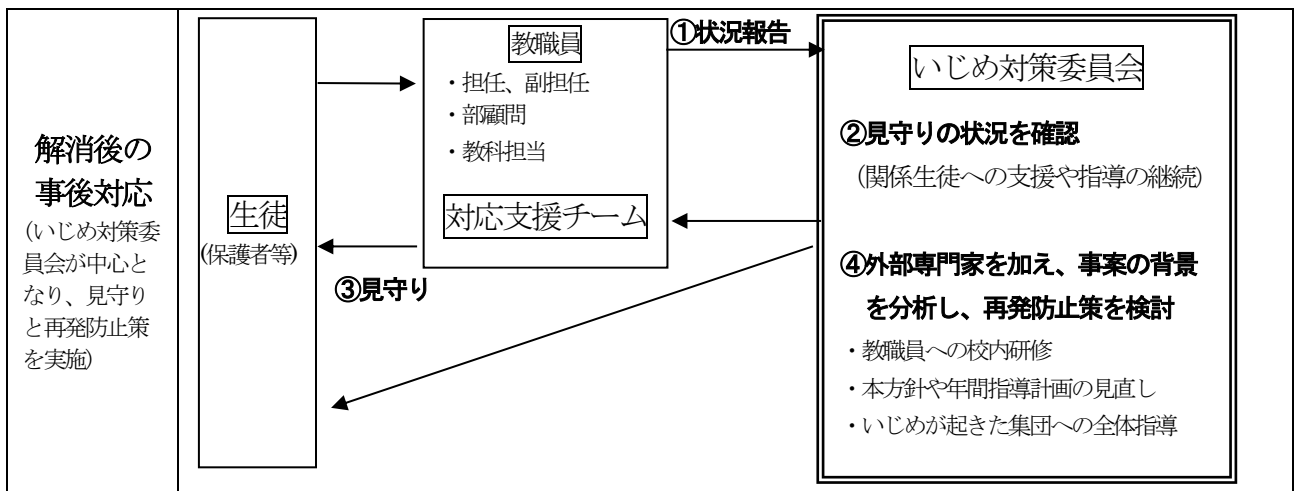 解消後の
事後対応
(いじめ対策委
員会が中心と
なり、見守り
と再発防止策
を実施)
生徒
(保護者等)
教職員
・担任、副担任
・部顧問
・教科担当
対応支援チーム
①状況報告
③見守り
いじめ対策委員会
②見守りの状況を確認
(関係生徒への支援や指導の継続)
④外部専門家を加え、事案の背景
を分析し、再発防止策を検討
・教職員への校内研修
・本方針や年間指導計画の見直し
・いじめが起きた集団への全体指導